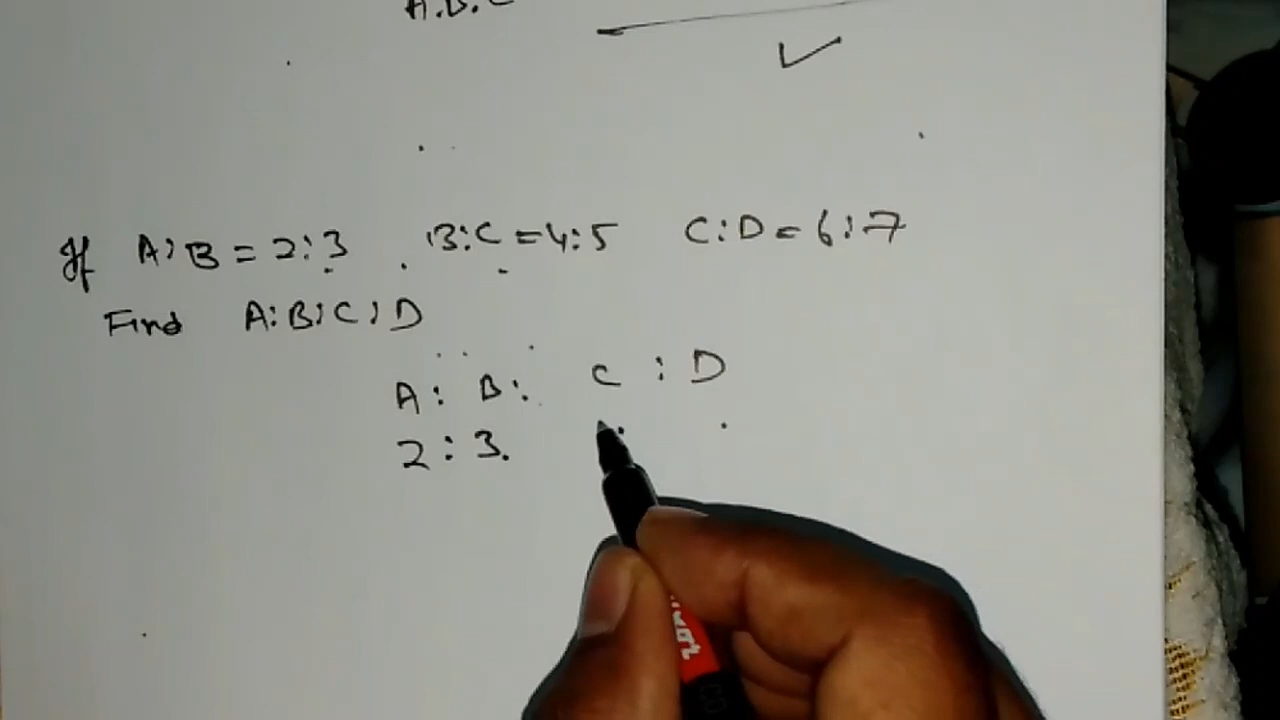 If A:B = 2:3 B:C = 4:5 C:D = 6:7
Find A:B:C:D
A: B: C : D
2 : 3